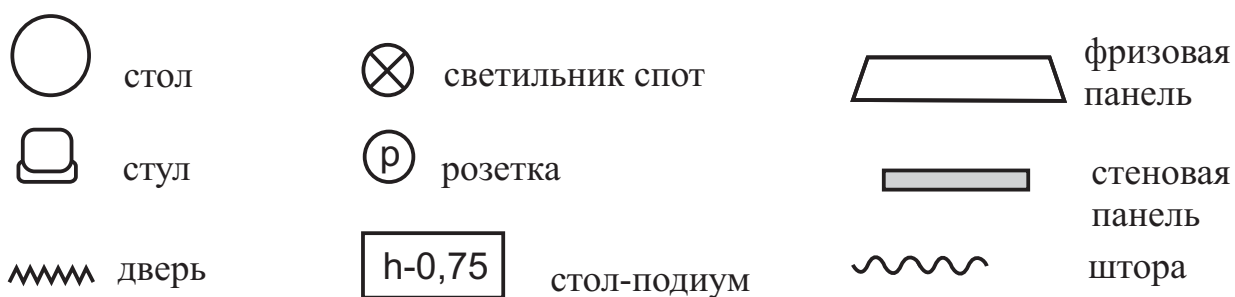 стол
светильник спот
фризовая
панель
стул
p
розетка
стеновая
панель
дверь
h-0,75
стол-подиум
штора